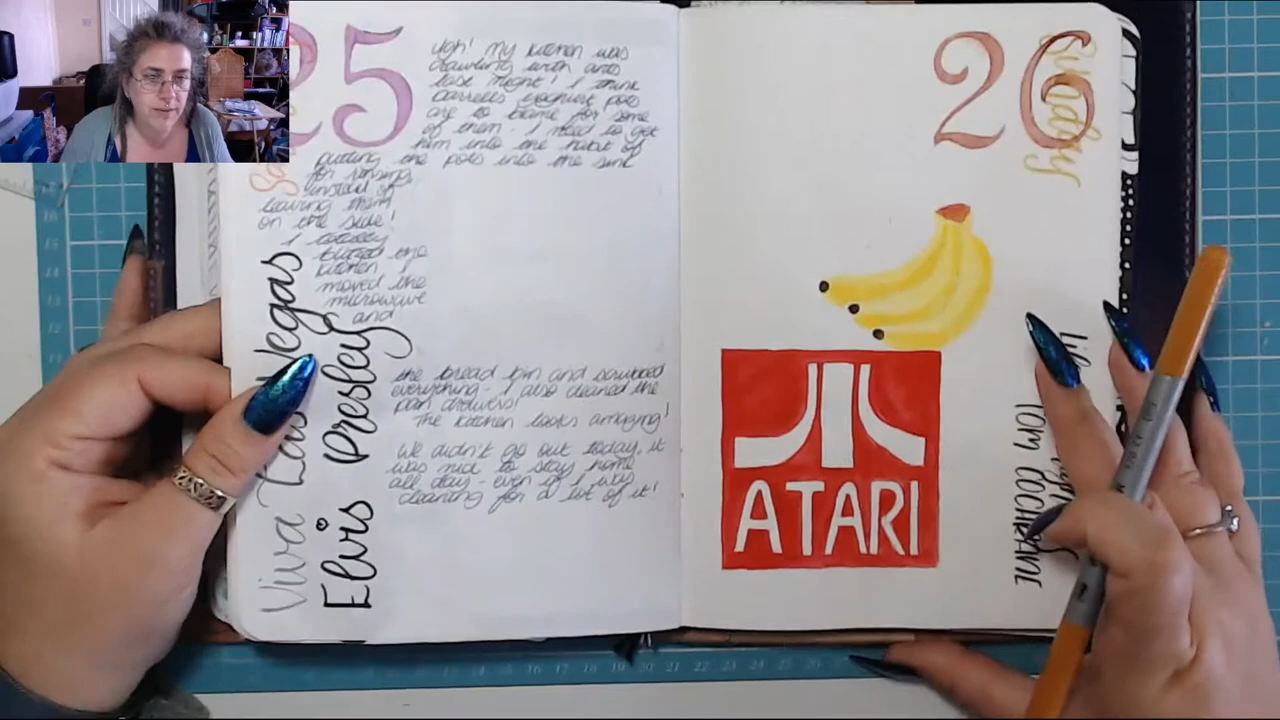 25
Ugh! my kitchen was
crawling with ants
last night! I think
yoghurt pots
are to blame for some
of them. I need to get
him into the habit of
putting the pots into the sink
for rinsing
instead of
leaving them
on the side!
I totally
blitzed the
kitchen I
moved the
microwave
and
the bread bin and scrubbed
everything - I also cleaned the
pan drawers!
The kitchen looks amazing!
We didn't go out today, it
was nice to stay home
all day - even if I was
cleaning for a lot of it!
Viva Las Vegas
Elvis Presley
26
Sunday
ATARI
Life
TOM COCHRANE